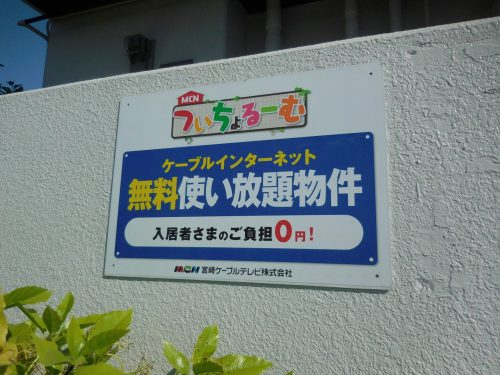 MCN
ついちょるーむ
ケーブルインターネット
無料使い放題物件
入居者さまのご負担0円!
MCN 宮崎ケーブルテレビ株式会社